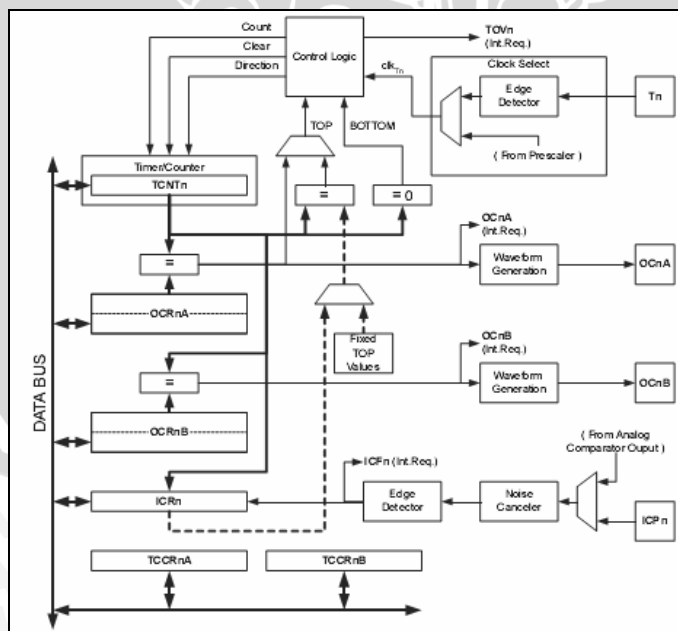 Count
TOVn
(Int.Req.)
Clear
Control Logic
clkTn
Direction
Clock Select
Edge
Detector
Tn
TOP
BOTTOM
( From Prescaler )
Timer/Counter
TCNTn
=
= 0
OCnA
(Int.Req.)
=
Waveform
Generation
OCnA
OCRnA
Fixed
TOP
Values
OCnB
(Int.Req.)
=
Waveform
Generation
OCnB
DATA BUS
OCRnB
( From Analog
Comparator Ouput )
ICFn (Int.Req.)
ICRn
Edge
Detector
Noise
Canceler
ICPn
TCCRnA
TCCRnB